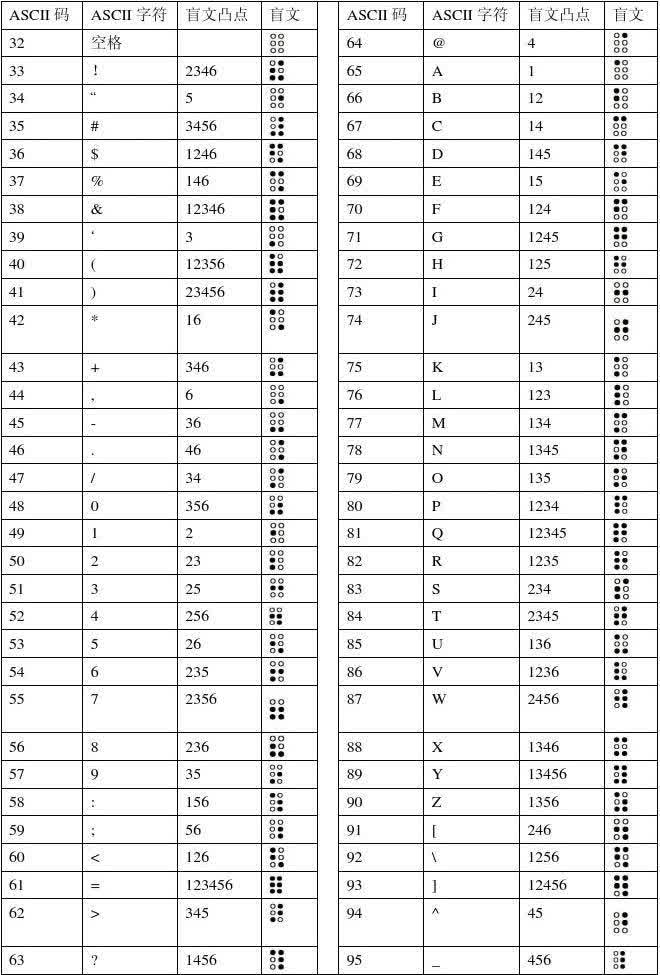 ASCII 码 ASCII 字符 盲文凸点 盲文 ASCII 码 ASCII 字符 盲文凸点 盲文
32 空格 ⠀ 64 @ 4 ⠈
33 ! 2346 ⠮ 65 A 1 ⠁
34 “ 5 ⠐ 66 B 12 ⠃
35 # 3456 ⠼ 67 C 14 ⠉
36 $ 1246 ⠫ 68 D 145 ⠙
37 % 146 ⠩ 69 E 15 ⠑
38 & 12346 ⠯ 70 F 124 ⠋
39 ‘ 3 ⠄ 71 G 1245 ⠛
40 ( 12356 ⠷ 72 H 125 ⠓
41 ) 23456 ⠾ 73 I 24 ⠒
42 * 16 ⠡ 74 J 245 ⠚
43 + 346 ⠬ 75 K 13 ⠅
44 , 6 ⠠ 76 L 123 ⠇
45 - 36 ⠤ 77 M 134 ⠍
46 . 46 ⠨ 78 N 1345 ⠝
47 / 34 ⠌ 79 O 135 ⠕
48 0 356 ⠴ 80 P 1234 ⠏
49 1 2 ⠂ 81 Q 12345 ⠟
50 2 23 ⠆ 82 R 1235 ⠗
51 3 25 ⠒ 83 S 234 ⠎
52 4 256 ⠲ 84 T 2345 ⠞
53 5 26 ⠢ 85 U 136 ⠥
54 6 235 ⠖ 86 V 1236 ⠧
55 7 2356 ⠶ 87 W 2456 ⠺
56 8 236 ⠦ 88 X 1346 ⠭
57 9 35 ⠔ 89 Y 13456 ⠽
58 : 156 ⠱ 90 Z 1356 ⠵
59 ; 56 ⠰ 91 [ 246 ⠪
60 < 126 ⠣ 92 \ 1256 ⠳
61 = 123456 ⠿ 93 ] 12456 ⠻
62 > 345 ⠜ 94 ^ 45 ⠘
63 ? 1456 ⠹ 95 _ 456 ⠸